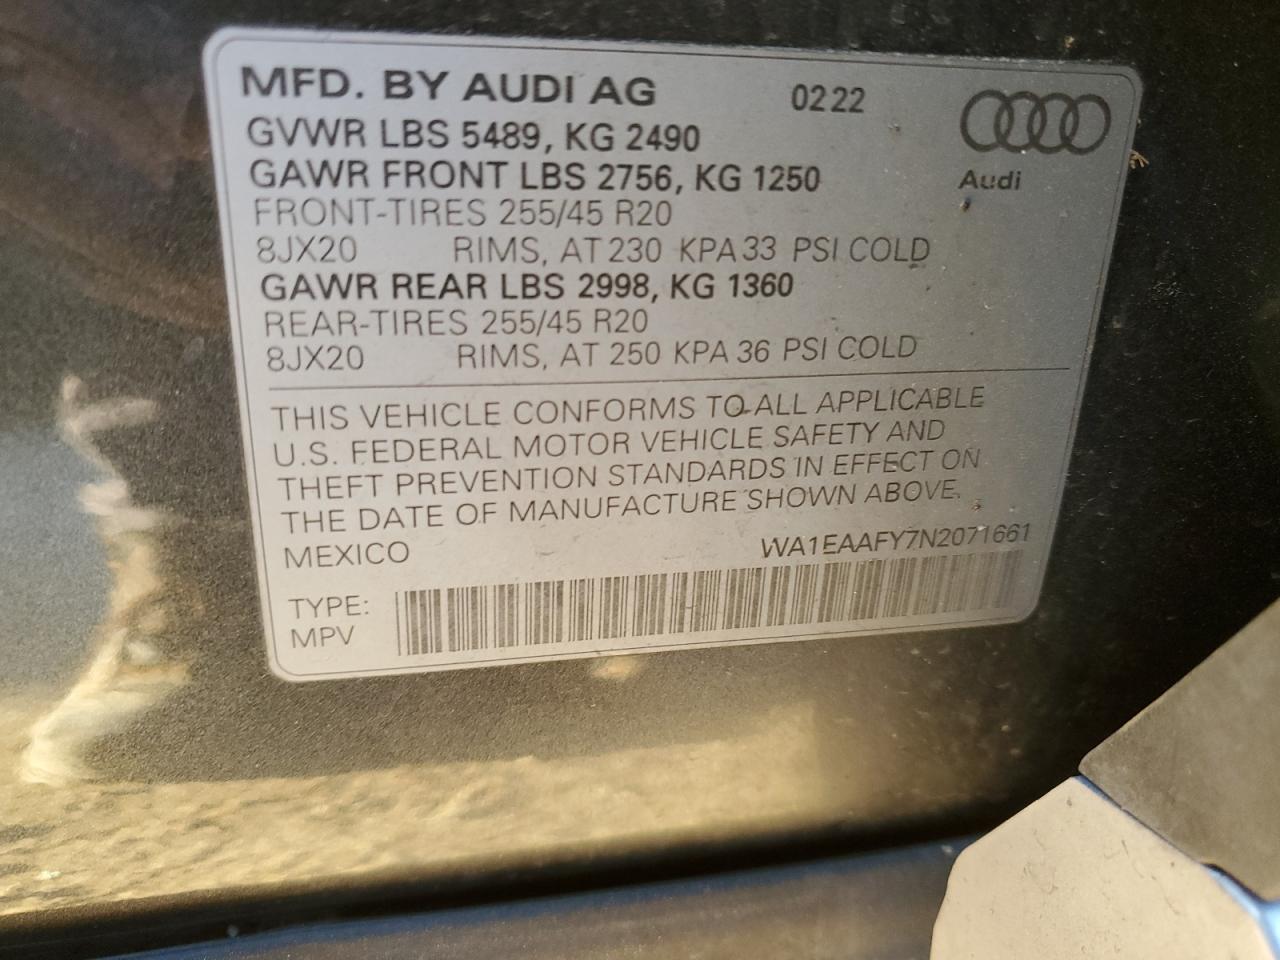 MFD. BY AUDI AG 02 22
GVWR LBS 5489, KG 2490
GAWR FRONT LBS 2756, KG 1250
Audi
FRONT-TIRES 255/45 R20
8JX20 RIMS, AT 230 KPA 33 PSI COLD
GAWR REAR LBS 2998, KG 1360
REAR-TIRES 255/45 R20
8JX20 RIMS, AT 250 KPA 36 PSI COLD
THIS VEHICLE CONFORMS TO ALL APPLICABLE
U.S. FEDERAL MOTOR VEHICLE SAFETY AND
THEFT PREVENTION STANDARDS IN EFFECT ON
THE DATE OF MANUFACTURE SHOWN ABOVE.
MEXICO WA1EAAFY7N2071661
TYPE:
MPV